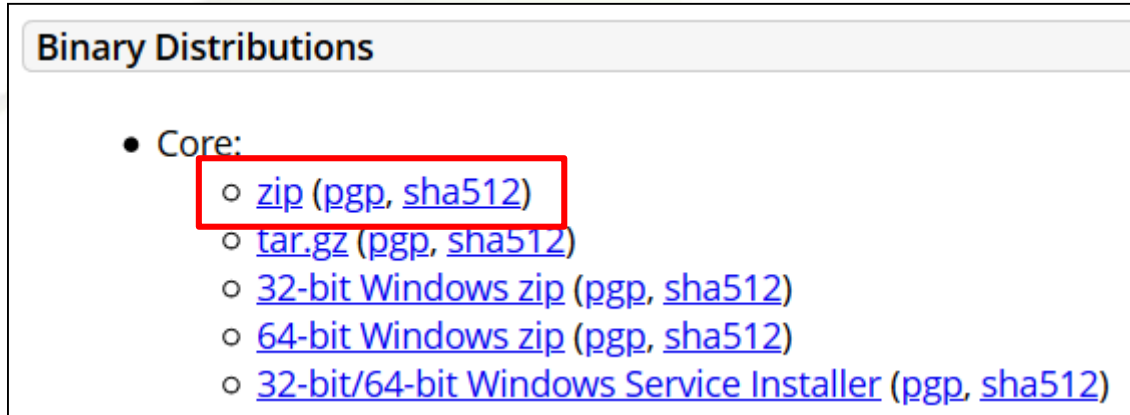 Binary Distributions
Core:
zip (pgp, sha512)
tar.gz (pgp, sha512)
32-bit Windows zip (pgp, sha512)
64-bit Windows zip (pgp, sha512)
32-bit/64-bit Windows Service Installer (pgp, sha512)